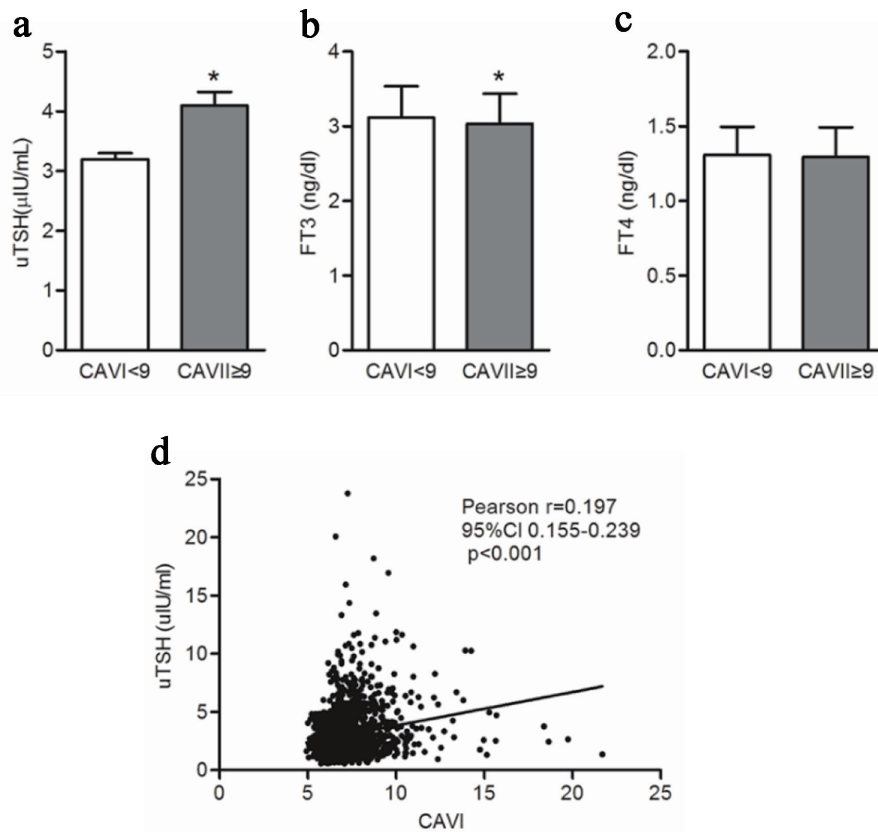 a
5
4
3
2
1
0
uTSH(μIU/mL)
*
CAVI<9 CAVII≥9
b
4
3
2
1
0
FT3 (ng/dl)
*
CAVI<9 CAVII≥9
c
2.0
1.5
1.0
0.5
0.0
FT4 (ng/dl)
CAVI<9 CAVII≥9
d
25
20
15
10
5
0
uTSH (uIU/ml)
Pearson r=0.197
95%CI 0.155-0.239
p<0.001
0 5 10 15 20 25
CAVI